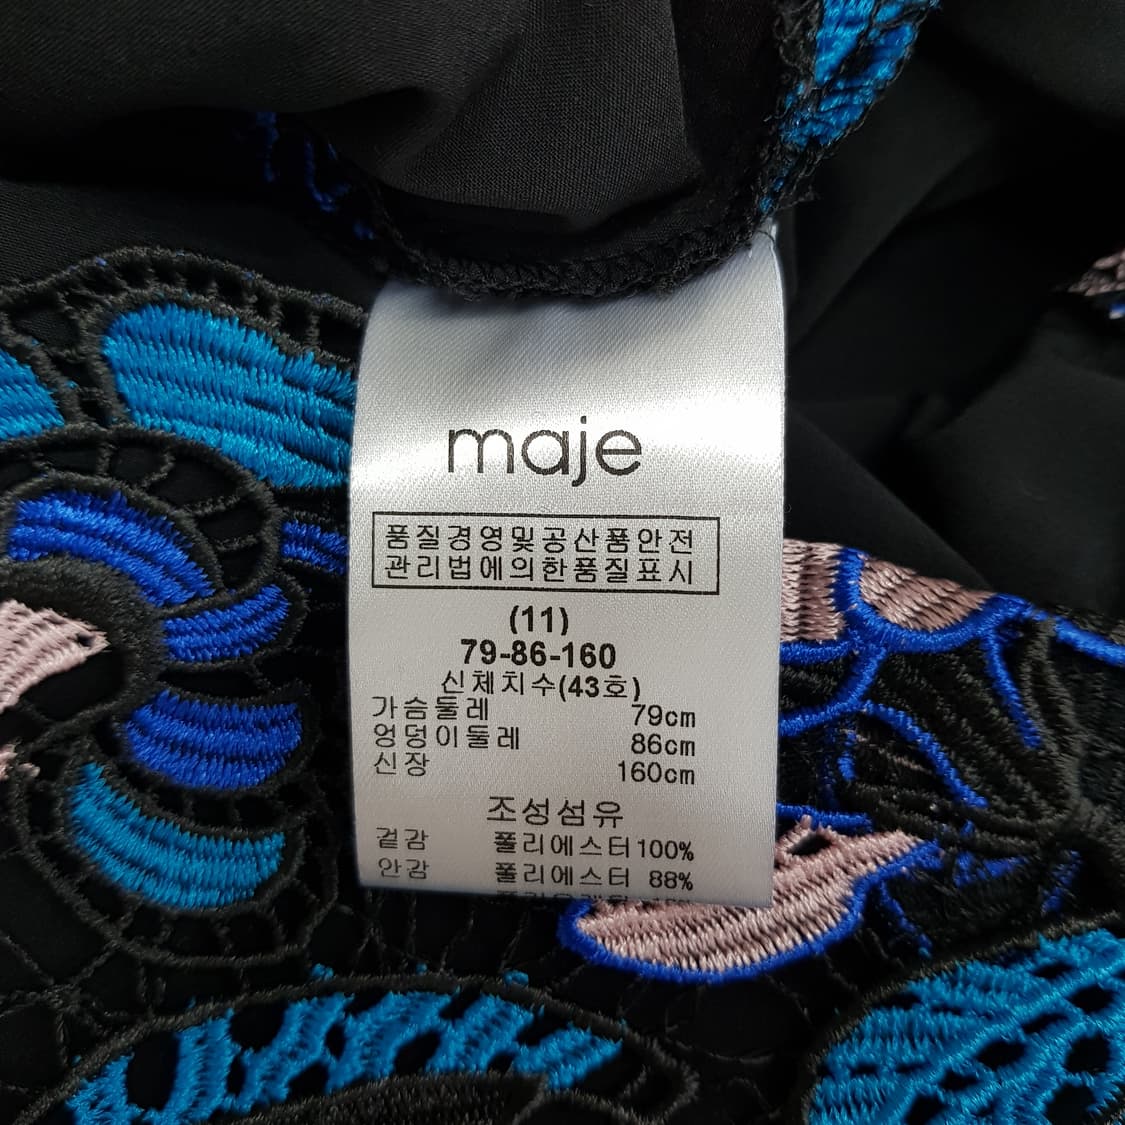 maje
품질경영및공산품안전
관리법에의한품질표시
(11)
79-86-160
신체치수(43호)
가슴둘레 79cm
엉덩이둘레 86cm
신장 160cm
조성섬유
겉감 폴리에스터100%
안감 폴리에스터 88%